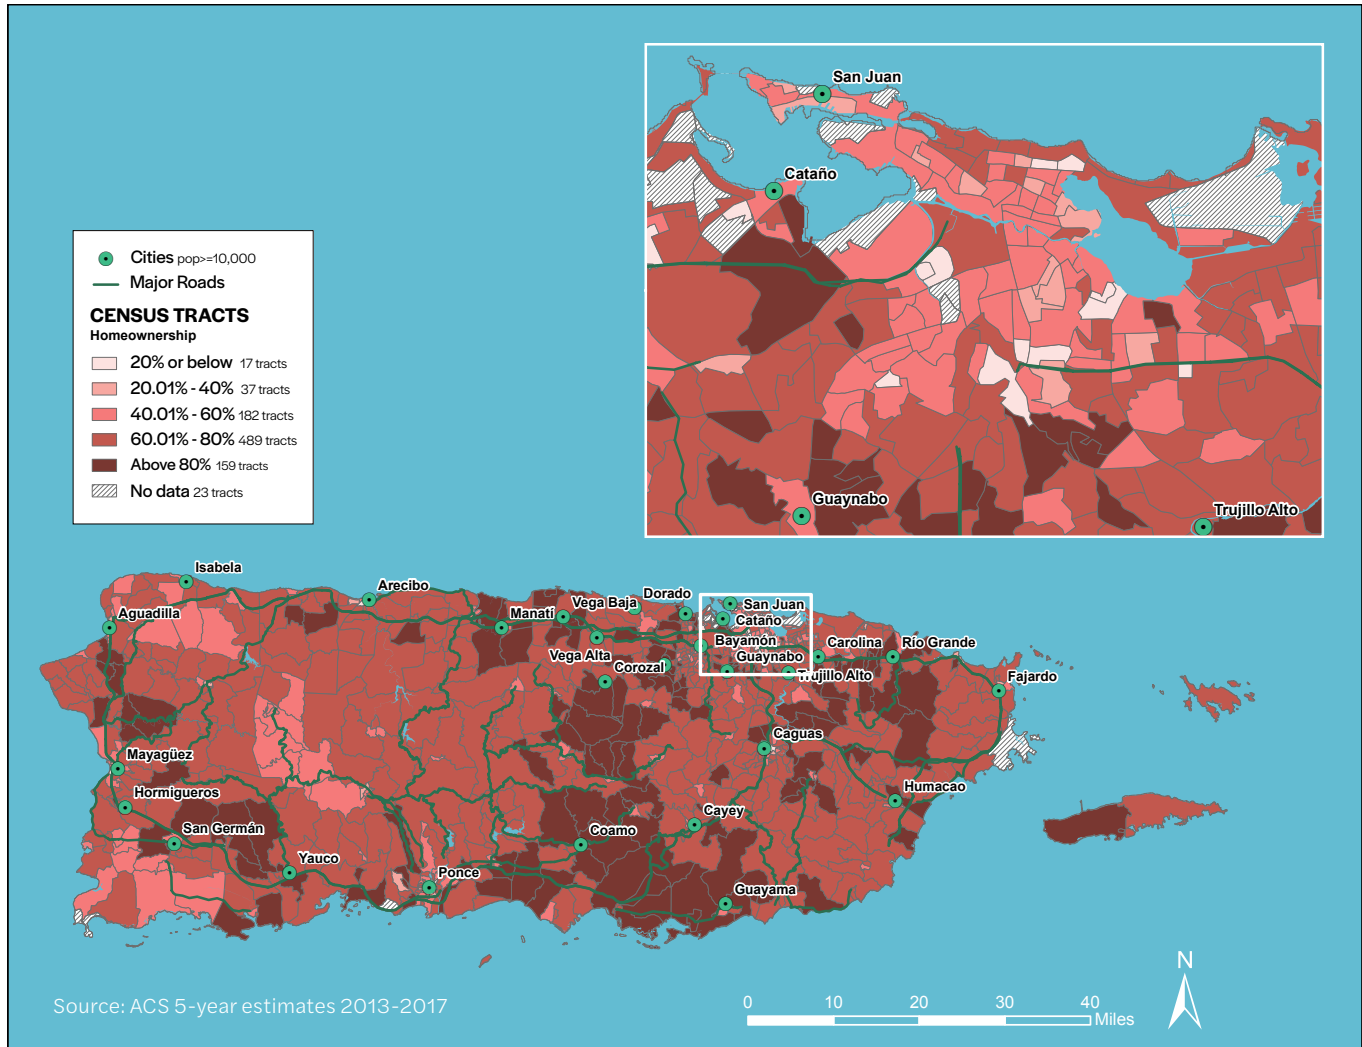 San Juan
Cataño
Guaynabo
Trujillo Alto
Cities pop>=10,000
Major Roads
CENSUS TRACTS
Homeownership
20% or below 17 tracts
20.01% - 40% 37 tracts
40.01% - 60% 182 tracts
60.01% - 80% 489 tracts
Above 80% 159 tracts
No data 23 tracts
Isabela
Arecibo
Aguadilla
Manatí
Vega Baja
Dorado
San Juan
Cataño
Bayamón
Guaynabo
Carolina
Río Grande
Vega Alta
Corozal
Trujillo Alto
Fajardo
Caguas
Mayagüez
Humacao
Hormigueros
San Germán
Cayey
Coamo
Yauco
Ponce
Guayama
N
Source: ACS 5-year estimates 2013-2017
0 10 20 30 40
Miles